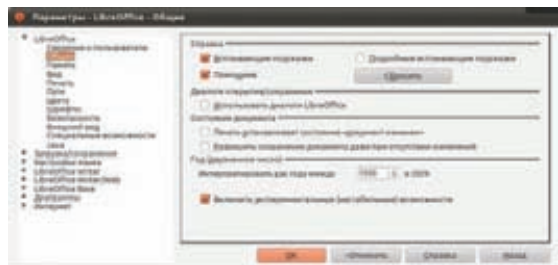 Параметры - LibreOffice - Общие
LibreOffice
Сведения о пользователе
Общие
Память
Вид
Печать
Пути
Цвета
Шрифты
Безопасность
Внешний вид
Специальные возможности
Java
Загрузка/сохранение
Настройки языка
LibreOffice Writer
LibreOffice Writer/Web
LibreOffice Base
Диаграммы
Интернет
Справка
Всплывающие подсказки
Подробные всплывающие подсказки
Помощник
Сбросить
Диалоги открытия/сохранения
Использовать диалоги LibreOffice
Состояние документа
Печать устанавливает состояние «документ изменен»
Разрешить сохранение документа даже при отсутствии изменений
Год (двузначное число)
Интерпретировать как года между
и 2029
Включить экспериментальные (нестабильные) возможности
ОК
Отменить
Справка
Назад